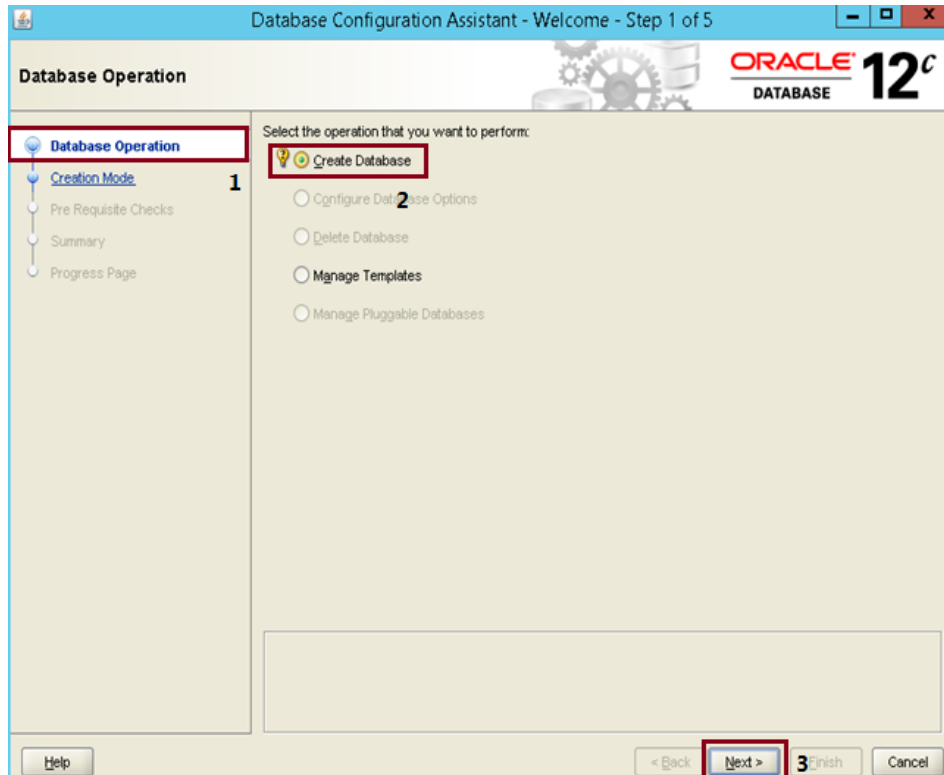 Database Configuration Assistant - Welcome - Step 1 of 5
Database Operation
ORACLE
DATABASE
12c
Database Operation
Creation Mode
1
Pre Requisite Checks
Summary
Progress Page
Select the operation that you want to perform:
Create Database
Configure Database Options
2
Delete Database
Manage Templates
Manage Pluggable Databases
Help
< Back
Next >
3
Finish
Cancel